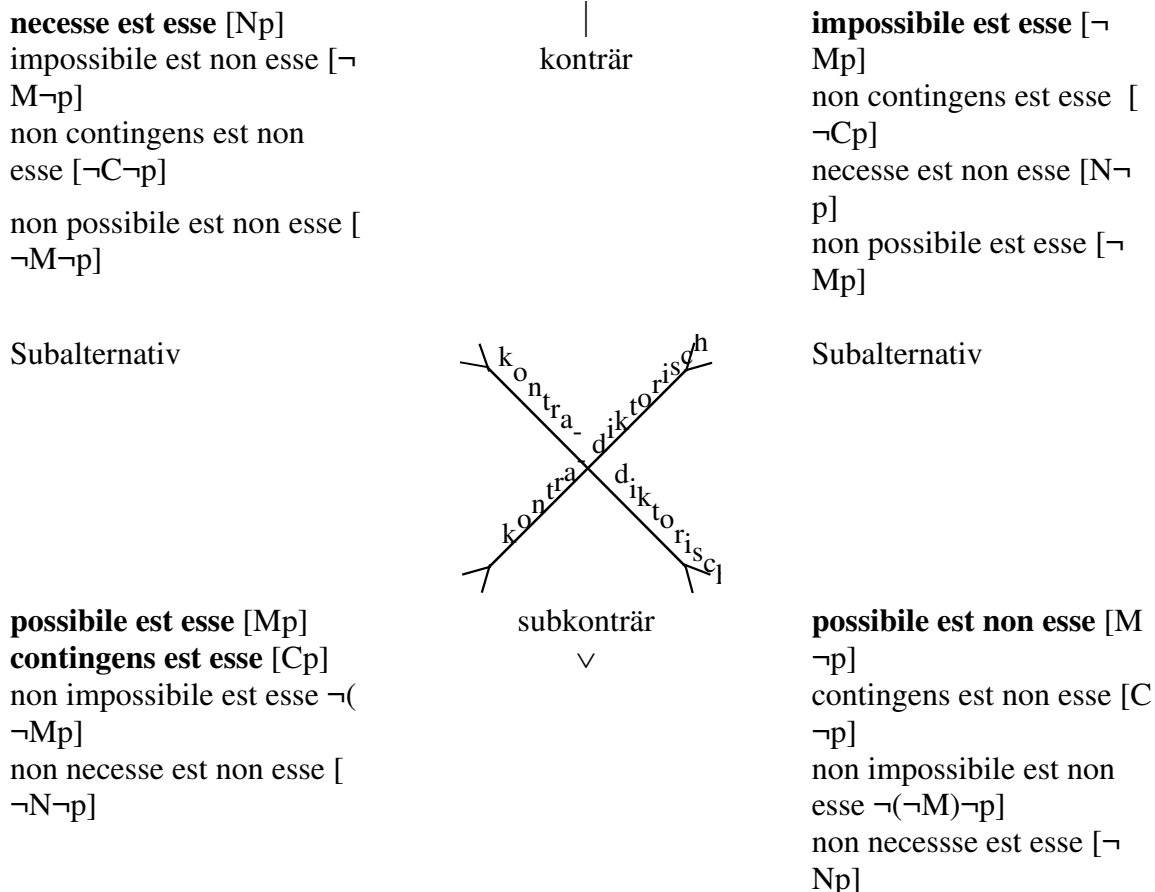 necesse est esse [Np]
impossibile est non esse [¬
M¬p]
non contingens est non
esse [¬C¬p]
non possibile est non esse [
¬M¬p]
|
konträr
impossibile est esse [¬
Mp]
non contingens est esse [
¬Cp]
necesse est non esse [N¬
p]
non possibile est esse [¬
Mp]
Subalternativ
kontra-
diktorisch
kontra-
diktorisch
Subalternativ
possibile est esse [Mp]
contingens est esse [Cp]
non impossibile est esse ¬(
¬Mp]
non necesse est non esse [
¬N¬p]
subkonträr
∨
possibile est non esse [M
¬p]
contingens est non esse [C
¬p]
non impossibile est non
esse ¬(¬M)¬p]
non necessse est esse [¬
Np]